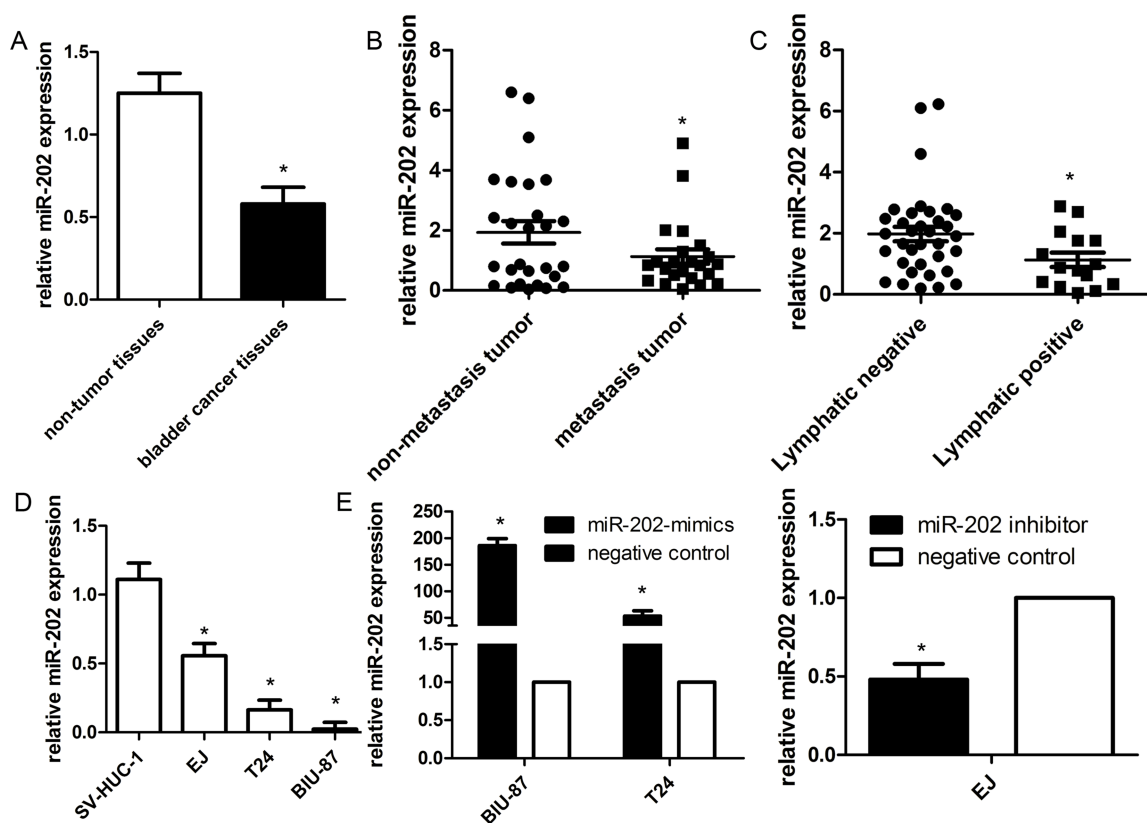 A
relative miR-202 expression
1.5
1.0
0.5
0.0
*
non-tumor tissues
bladder cancer tissues
B
relative miR-202 expression
8
6
4
2
0
*
non-metastasis tumor
metastasis tumor
C
relative miR-202 expression
8
6
4
2
0
*
Lymphatic negative
Lymphatic positive
D
relative miR-202 expression
1.5
1.0
0.5
0.0
*
*
*
SV-HUC-1
EJ
T24
BIU-87
E
relative miR-202 expression
250
200
150
100
50
1.5
1.0
0.5
0.0
*
*
miR-202-mimics
negative control
BIU-87
T24
relative miR-202 expression
1.5
1.0
0.5
0.0
miR-202 inhibitor
negative control
*
EJ